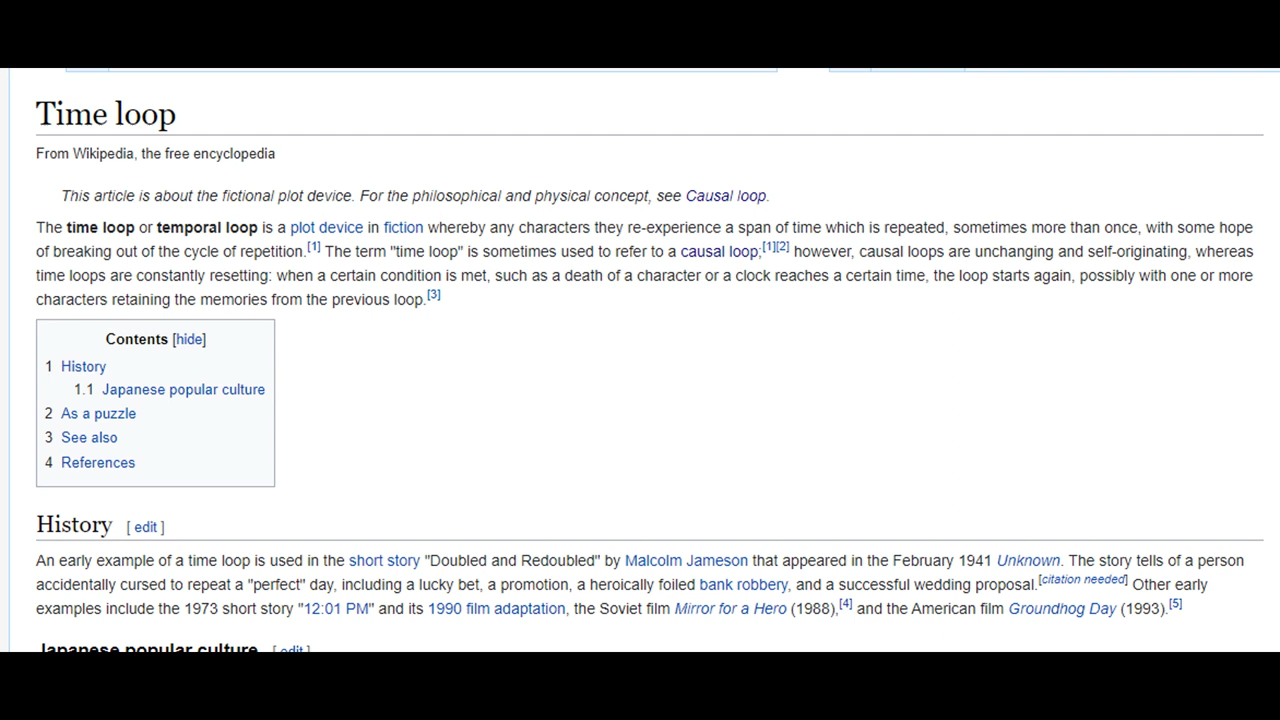 Time loop
From Wikipedia, the free encyclopedia
This article is about the fictional plot device. For the philosophical and physical concept, see Causal loop.
The time loop or temporal loop is a plot device in fiction whereby any characters they re-experience a span of time which is repeated, sometimes more than once, with some hope
of breaking out of the cycle of repetition.[1] The term "time loop" is sometimes used to refer to a causal loop;[1][2] however, causal loops are unchanging and self-originating, whereas
time loops are constantly resetting: when a certain condition is met, such as a death of a character or a clock reaches a certain time, the loop starts again, possibly with one or more
characters retaining the memories from the previous loop.[3]
Contents [hide]
1 History
1.1 Japanese popular culture
2 As a puzzle
3 See also
4 References
History [ edit ]
An early example of a time loop is used in the short story "Doubled and Redoubled" by Malcolm Jameson that appeared in the February 1941 Unknown. The story tells of a person
accidentally cursed to repeat a "perfect" day, including a lucky bet, a promotion, a heroically foiled bank robbery, and a successful wedding proposal.[citation needed] Other early
examples include the 1973 short story "12:01 PM" and its 1990 film adaptation, the Soviet film Mirror for a Hero (1988),[4] and the American film Groundhog Day (1993).[5]
Japanese popular culture [ edit ]